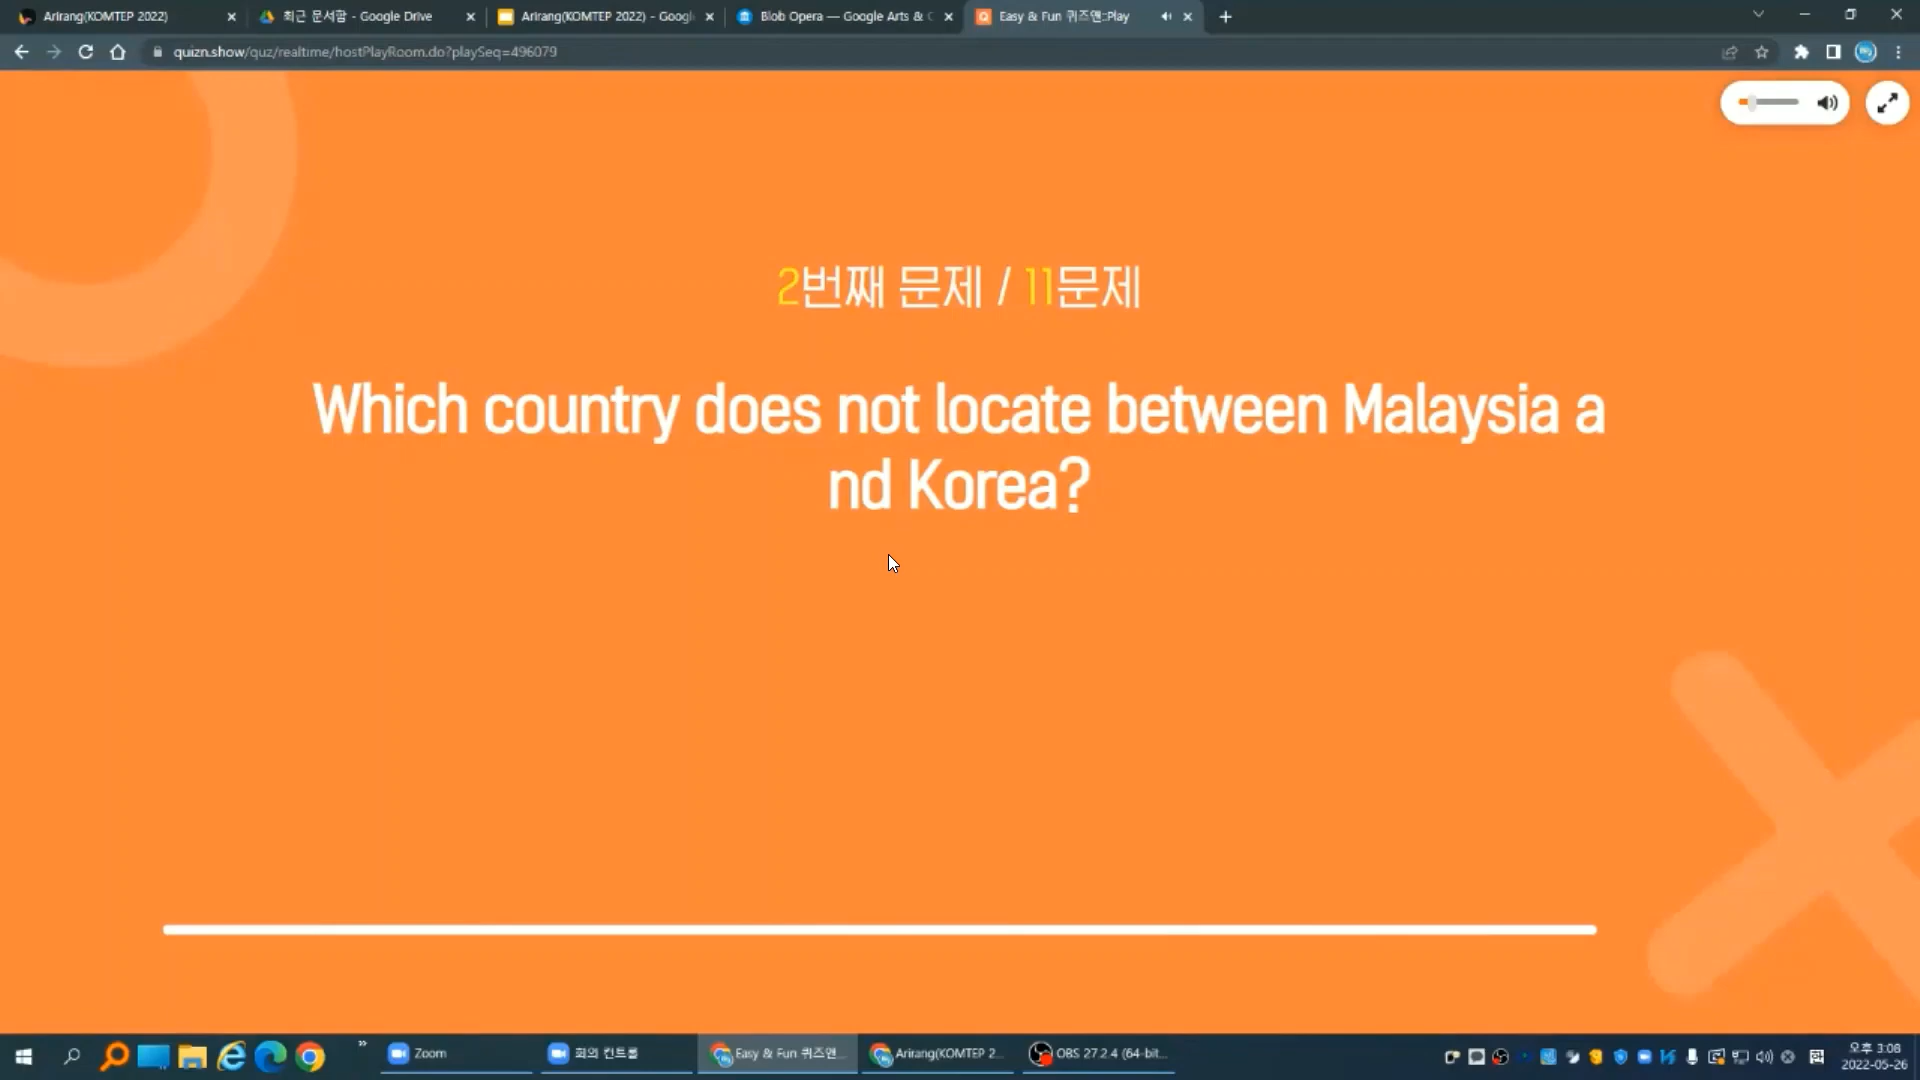 Arirang(KOMTEP 2022)
최근 문서함 - Google Drive
Arirang(KOMTEP 2022) - Googl
Blob Opera — Google Arts & C
Easy & Fun 퀴즈앤::Play
quizn.show/quz/realtime/hostPlayRoom.do?playSeq=496079
2번째 문제 / 11문제
Which country does not locate between Malaysia a
nd Korea?
Zoom
회의 컨트롤
Easy & Fun 퀴즈앤...
Arirang(KOMTEP 2...
OBS 27.2.4 (64-bit...
오후 3:08
2022-05-26